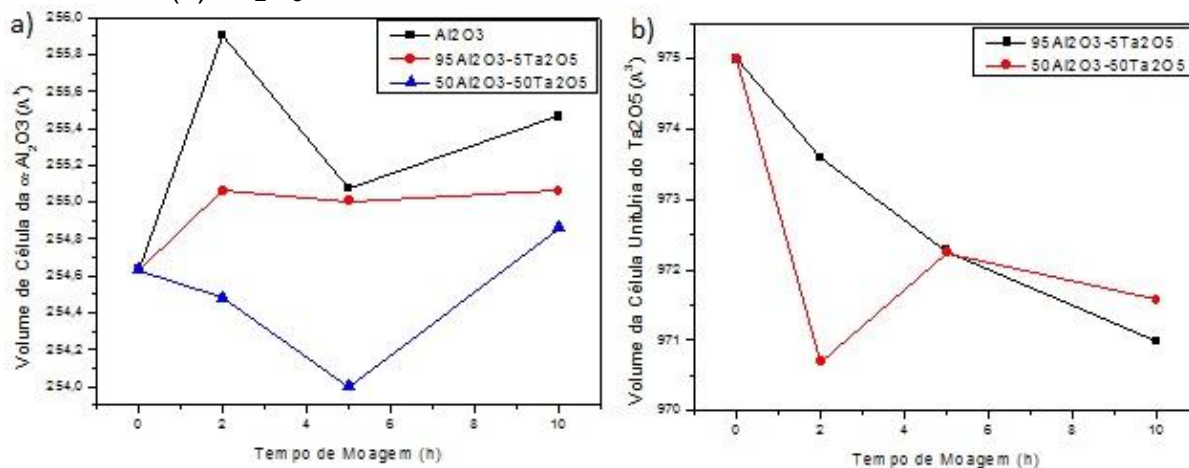 a)
Al2O3
95Al2O3-5Ta2O5
50Al2O3-50Ta2O5
Volume de Célula da α-Al₂O3 (A³)
256,0
255,8
255,6
255,4
255,2
255,0
254,8
254,6
254,4
254,2
254,0
0 2 4 6 8 10
Tempo de Moagem (h)
b)
95Al2O3-5Ta2O5
50Al2O3-50Ta2O5
Volume da Célula UnitUria do Ta2O5 (A³)
975
974
973
972
971
970
0 2 4 6 8 10
Tempo de Moagem (h)